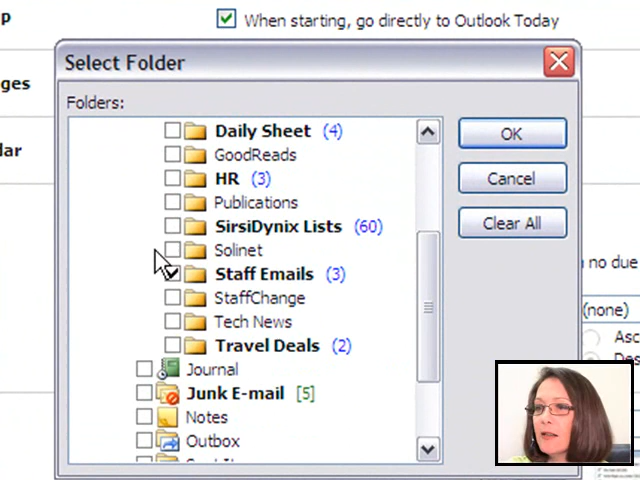 p
When starting, go directly to Outlook Today
ges
lar
Select Folder
Folders:
Daily Sheet (4)
GoodReads
HR (3)
Publications
SirsiDynix Lists (60)
Solinet
Staff Emails (3)
StaffChange
Tech News
Travel Deals (2)
Journal
Junk E-mail [5]
Notes
Outbox
OK
Cancel
Clear All
no due
(none)
Asc
Des